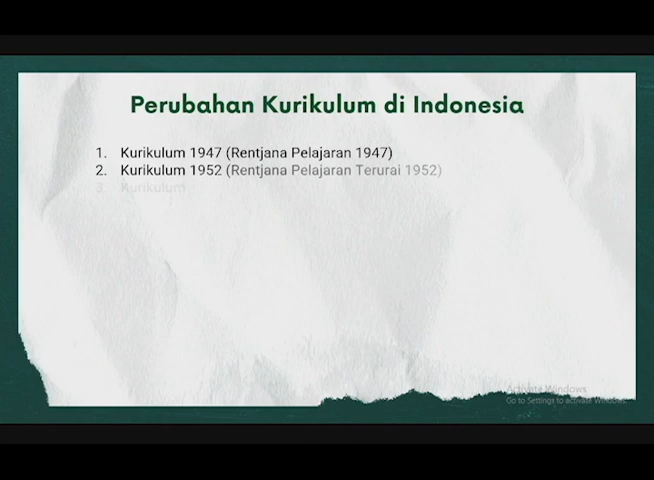 Perubahan Kurikulum di Indonesia
1. Kurikulum 1947 (Rentjana Pelajaran 1947)
2. Kurikulum 1952 (Rentjana Pelajaran Terurai 1952)
3. Kurikulum
Activate Windows
Go to Settings to activate Windows.